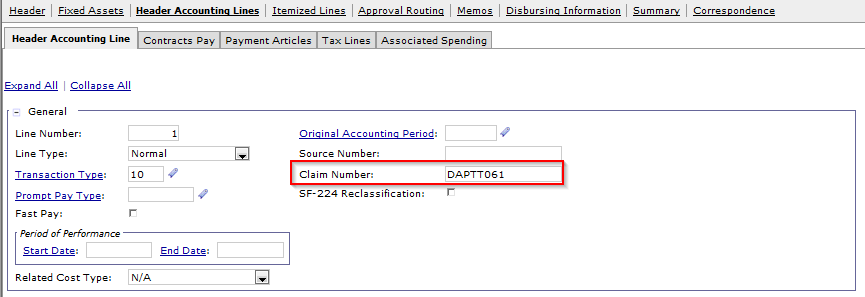 Header | Fixed Assets | Header Accounting Lines | Itemized Lines | Approval Routing | Memos | Disbursing Information | Summary | Correspondence
Header Accounting Line Contracts Pay Payment Articles Tax Lines Associated Spending
Expand All | Collapse All
General
Line Number: 1 Original Accounting Period:
Line Type: Normal Source Number:
Transaction Type: 10 Claim Number: DAPTT061
Prompt Pay Type: SF-224 Reclassification:
Fast Pay:
Period of Performance
Start Date: End Date:
Related Cost Type: N/A